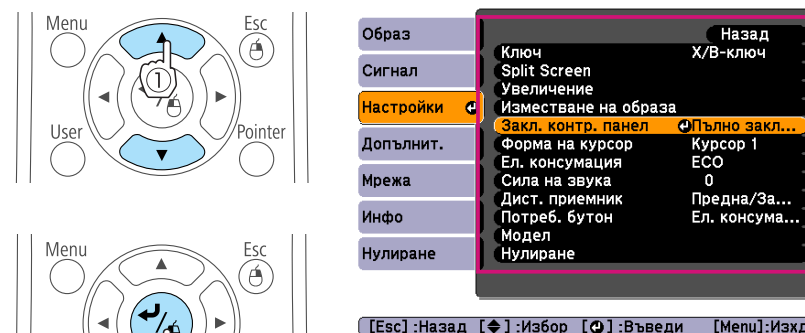 Menu
Esc
1
User
Pointer
Menu
Esc
Образ
Сигнал
Настройки
Допълнит.
Мрежа
Инфо
Нулиране
Назад
Ключ Х/В-ключ
Split Screen
Увеличение
Изместване на образа
Закл. контр. панел Пълно закл...
Форма на курсор Курсор 1
Ел. консумация ECO
Сила на звука 0
Дист. приемник Предна/За...
Потреб. бутон Ел. консума...
Модел
Нулиране
[Esc] :Назад [ ] :Избор [ ] :Въведи [Menu]:Изхд